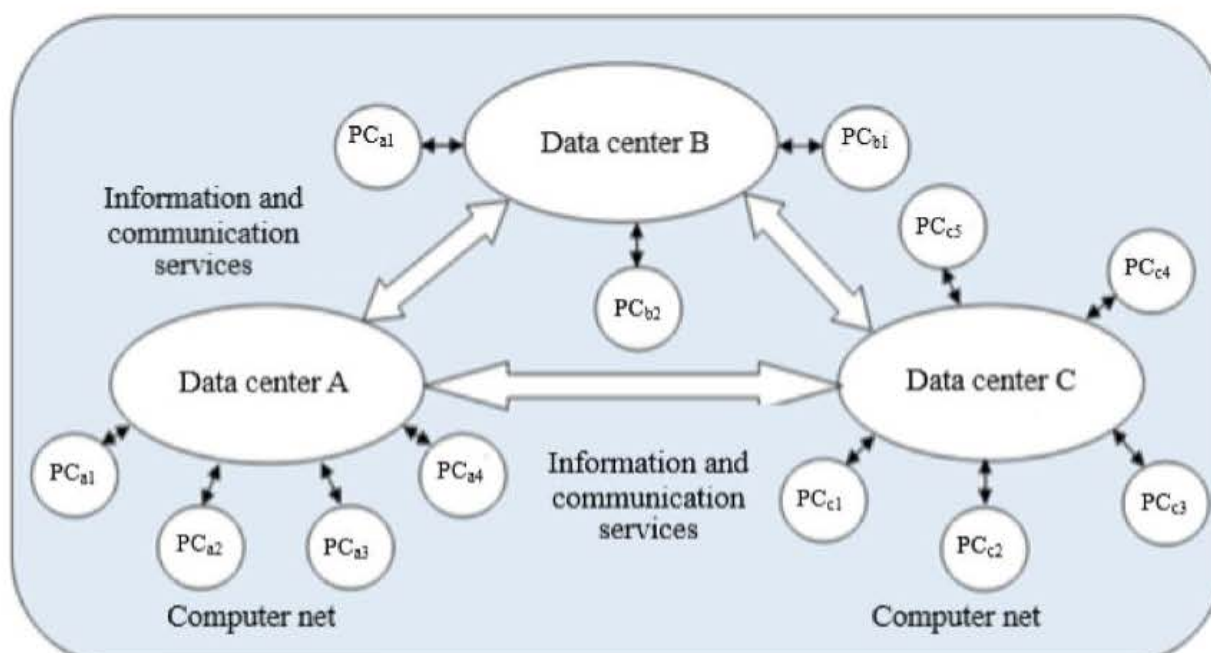 Data center B
PCa1
PCb1
Information and
communication
services
PCc5
PCc4
PCb2
Data center A
Data center C
PCa1
PCa4
Information and
communication
services
PCc1
PCc3
PCa2
PCa3
PCc2
Computer net
Computer net